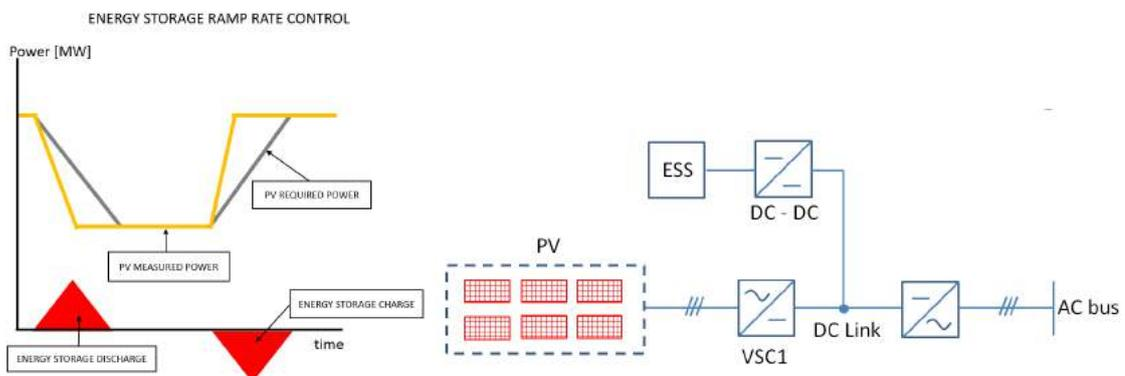 ENERGY STORAGE RAMP RATE CONTROL
Power [MW]
PV REQUIRED POWER
PV MEASURED POWER
ENERGY STORAGE CHARGE
time
ENERGY STORAGE DISCHARGE
ESS
DC - DC
PV
VSC1
DC Link
AC bus